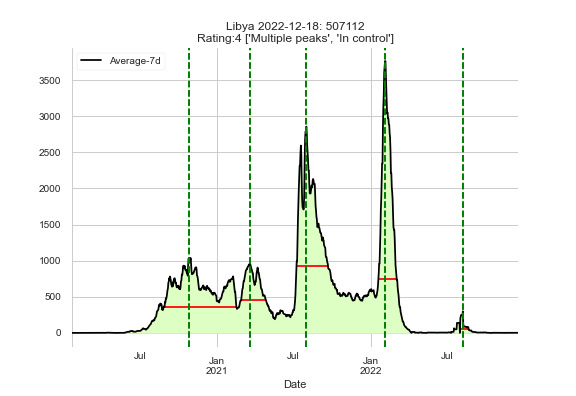 Libya 2022-12-18: 507112
Rating:4 ['Multiple peaks', 'In control']
Average-7d
3500
3000
2500
2000
1500
1000
500
0
Jul
Jan
2021
Jul
Jan
2022
Jul
Date